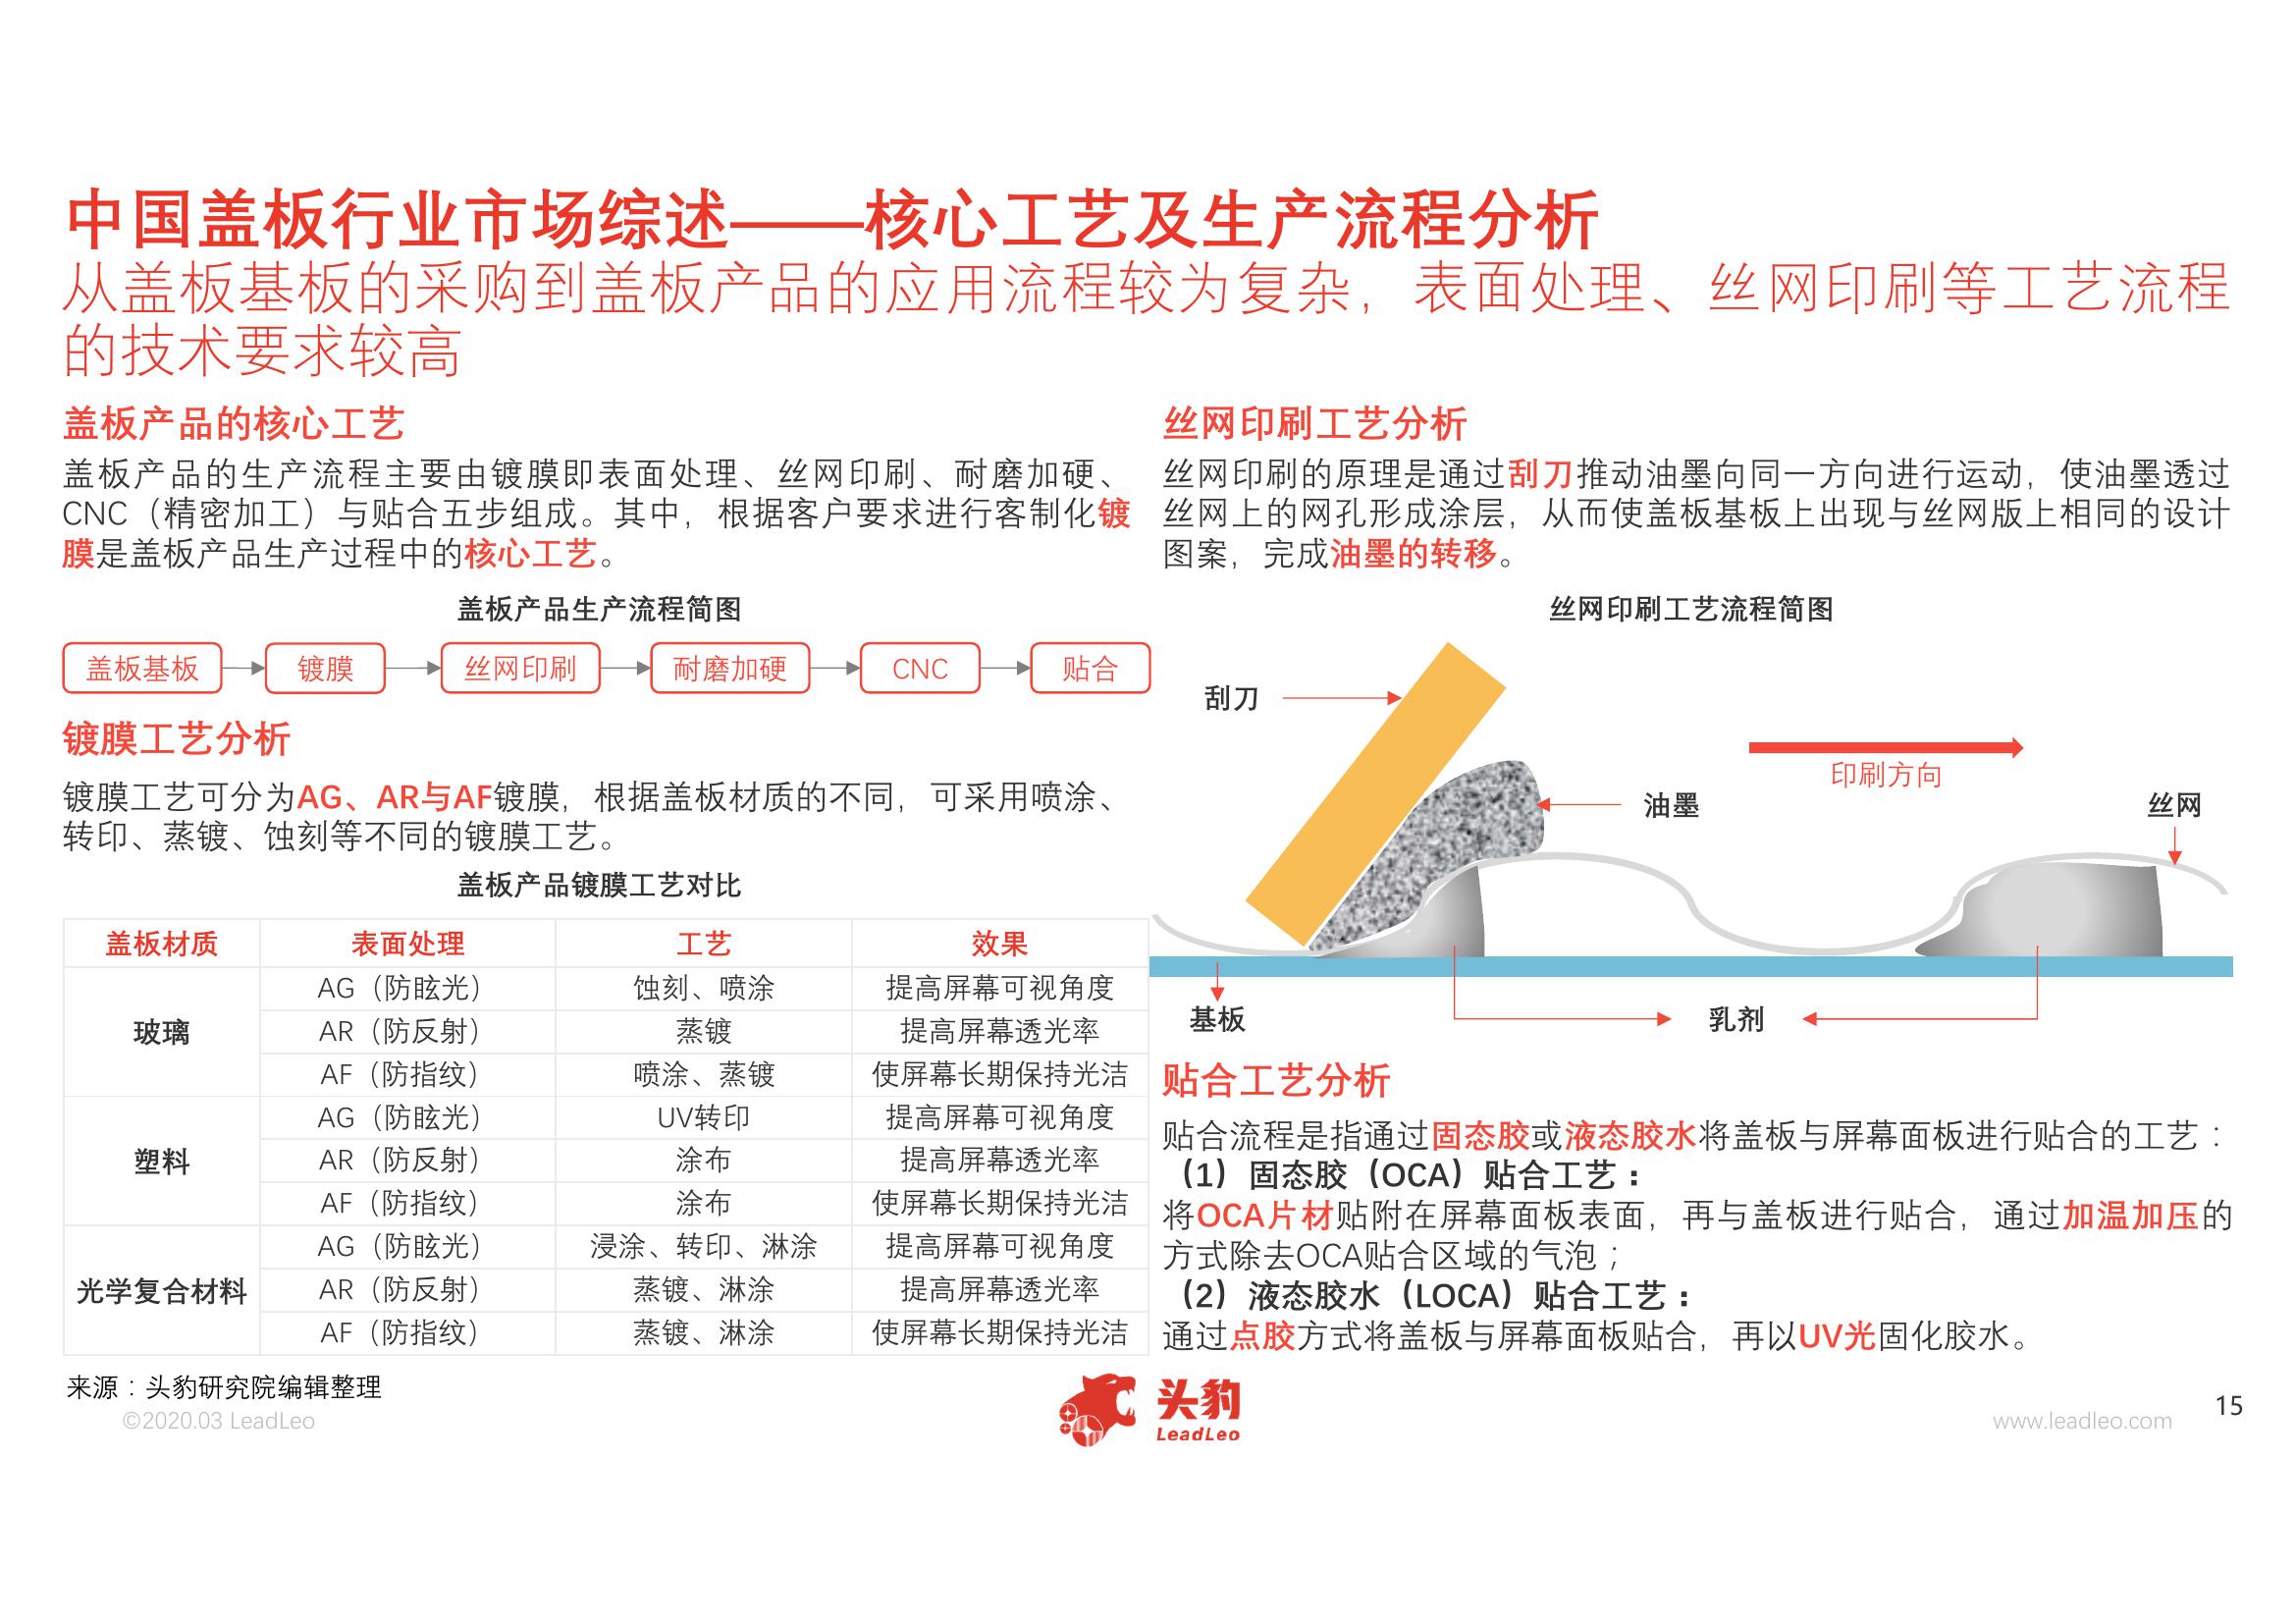 中国盖板行业市场综述——核心工艺及生产流程分析
从盖板基板的采购到盖板产品的应用流程较为复杂，表面处理、丝网印刷等工艺流程
的技术要求较高
盖板产品的核心工艺
盖板产品的生产流程主要由镀膜即表面处理、丝网印刷、耐磨加硬、
CNC（精密加工）与贴合五步组成。其中，根据客户要求进行客制化镀
膜是盖板产品生产过程中的核心工艺。
盖板产品生产流程简图
盖板基板 镀膜 丝网印刷 耐磨加硬 CNC 贴合
镀膜工艺分析
镀膜工艺可分为AG、AR与AF镀膜，根据盖板材质的不同，可采用喷涂、
转印、蒸镀、蚀刻等不同的镀膜工艺。
盖板产品镀膜工艺对比
盖板材质 表面处理 工艺 效果
玻璃
AG（防眩光） 蚀刻、喷涂 提高屏幕可视角度
AR（防反射） 蒸镀 提高屏幕透光率
AF（防指纹） 喷涂、蒸镀 使屏幕长期保持光洁
塑料
AG（防眩光） UV转印 提高屏幕可视角度
AR（防反射） 涂布 提高屏幕透光率
AF（防指纹） 涂布 使屏幕长期保持光洁
光学复合材料
AG（防眩光） 浸涂、转印、淋涂 提高屏幕可视角度
AR（防反射） 蒸镀、淋涂 提高屏幕透光率
AF（防指纹） 蒸镀、淋涂 使屏幕长期保持光洁
丝网印刷工艺分析
丝网印刷的原理是通过刮刀推动油墨向同一方向进行运动，使油墨透过
丝网上的网孔形成涂层，从而使盖板基板上出现与丝网版上相同的设计
图案，完成油墨的转移。
丝网印刷工艺流程简图
刮刀
印刷方向
油墨
丝网
基板
乳剂
贴合工艺分析
贴合流程是指通过固态胶或液态胶水将盖板与屏幕面板进行贴合的工艺：
（1）固态胶（OCA）贴合工艺：
将OCA片材贴附在屏幕面板表面，再与盖板进行贴合，通过加温加压的
方式除去OCA贴合区域的气泡；
（2）液态胶水（LOCA）贴合工艺：
通过点胶方式将盖板与屏幕面板贴合，再以UV光固化胶水。
来源：头豹研究院编辑整理
©2020.03 LeadLeo
头豹
LeadLeo
www.leadleo.com
15